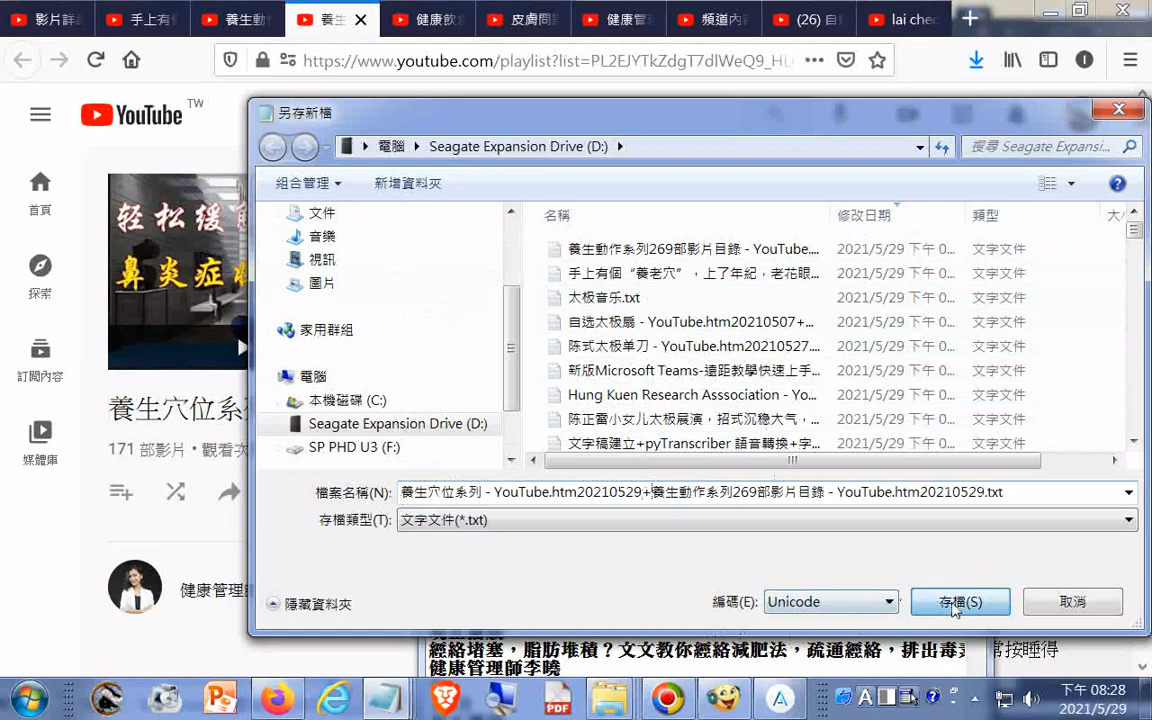 影片詳
手上有
養生動作
養生
健康飲食
皮膚問
健康管理
頻道內
(26) 自
lai chec
https://www.youtube.com/playlist?list=PL2EJYTkZdgT7dlWeQ9_HL
YouTube TW
首頁
探索
訂閱內容
媒體庫
轻松缓解
鼻炎症状
養生穴位系列
171 部影片・觀看次
健康管理師
另存新檔
電腦 Seagate Expansion Drive (D:)
搜尋 Seagate Expansi...
組合管理 新增資料夾
文件
音樂
視訊
圖片
家用群組
電腦
本機磁碟 (C:)
Seagate Expansion Drive (D:)
SP PHD U3 (F:)
名稱 修改日期 類型 大
養生動作系列269部影片目錄 - YouTube.... 2021/5/29 下午 0... 文字文件
手上有個“養老穴”，上了年紀，老花眼... 2021/5/29 下午 0... 文字文件
太极音乐.txt 2021/5/29 下午 0... 文字文件
自选太极扇 - YouTube.htm20210507+... 2021/5/29 下午 0... 文字文件
陈式太极单刀 - YouTube.htm20210527.... 2021/5/29 下午 0... 文字文件
新版Microsoft Teams-遠距教學快速上手... 2021/5/29 下午 0... 文字文件
Hung Kuen Research Asssociation - Yo... 2021/5/29 下午 0... 文字文件
陈正雷小女儿太极展演，招式沉稳大气，... 2021/5/29 下午 0... 文字文件
文字稿建立+pyTranscriber 語音轉換+字... 2021/5/29 下午 0... 文字文件
檔案名稱(N): 養生穴位系列 - YouTube.htm20210529+養生動作系列269部影片目錄 - YouTube.htm20210529.txt
存檔類型(T): 文字文件(*.txt)
隱藏資料夾
編碼(E): Unicode 存檔(S) 取消
經絡堵塞，脂肪堆積？文文教你經絡減肥法，疏通經絡，排出毒素
常按睡得
健康管理師李曉
下午 08:28
2021/5/29